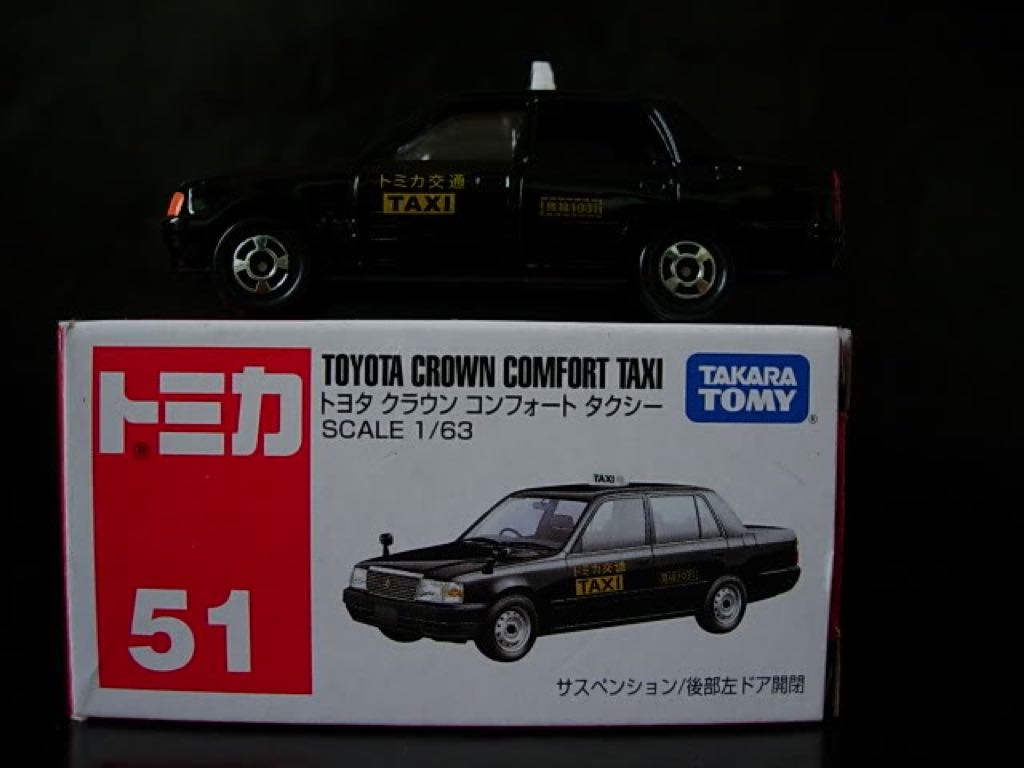 トミカ交通
TAXI
トミカ
®
51
TOYOTA CROWN COMFORT TAXI
トヨタ クラウン コンフォート タクシー
SCALE 1/63
TAKARA
TOMY®
TAXI
トミカ交通
TAXI
サスペンション/後部左ドア開閉